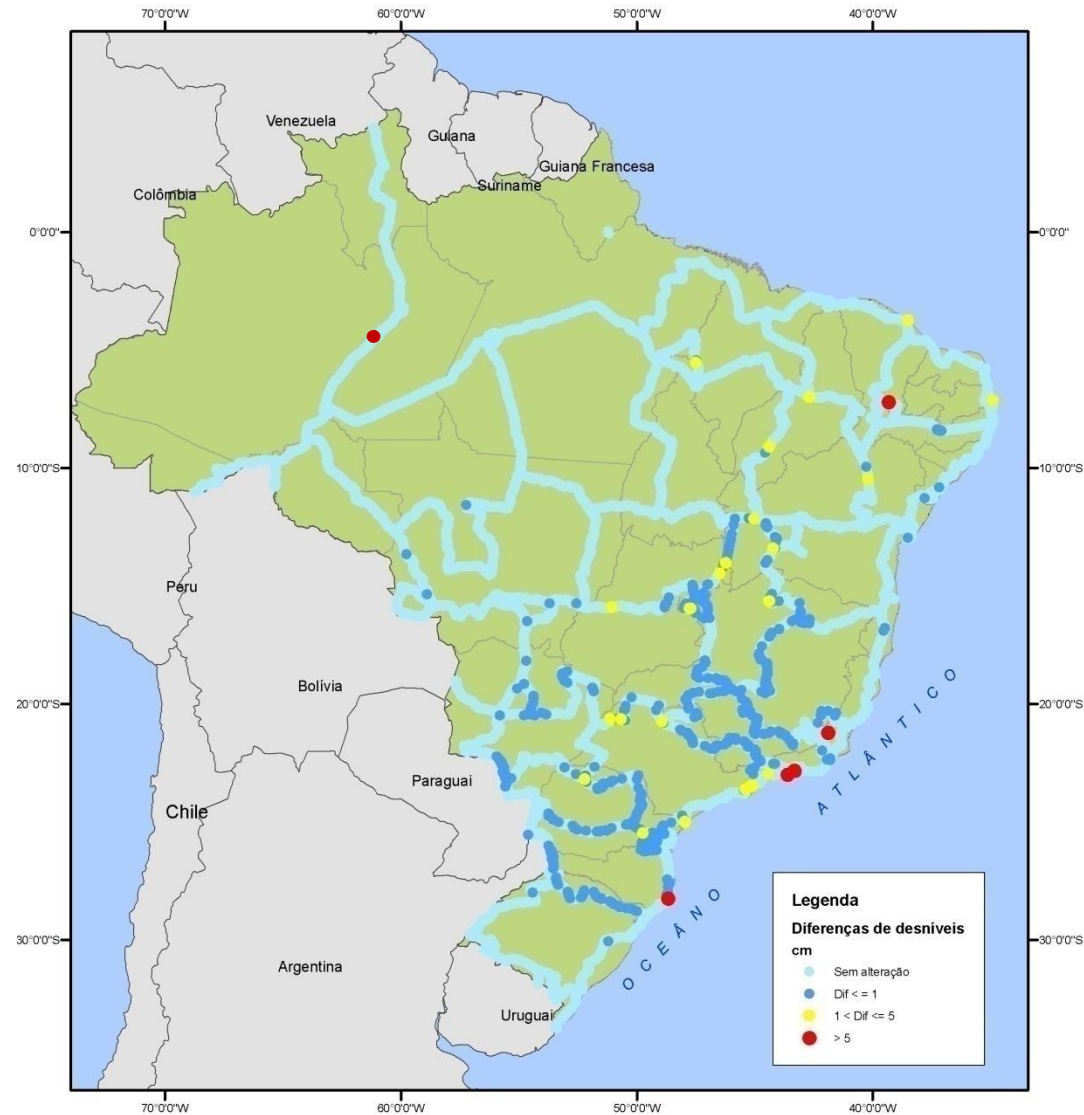 70°0'0"W 60°0'0"W 50°0'0"W 40°0'0"W
Venezuela
Guiana
Guiana Francesa
Suriname
Colômbia
0°0'0" 0°0'0"
10°0'0"S 10°0'0"S
Peru
Bolívia
20°0'0"S 20°0'0"S
Paraguai
Chile
ATLÂNTICO
OCEÂNO
Argentina
Uruguai
30°0'0"S 30°0'0"S
Legenda
Diferenças de desníveis
cm
Sem alteração
Dif < = 1
1 < Dif <= 5
> 5
70°0'0"W 60°0'0"W 50°0'0"W 40°0'0"W